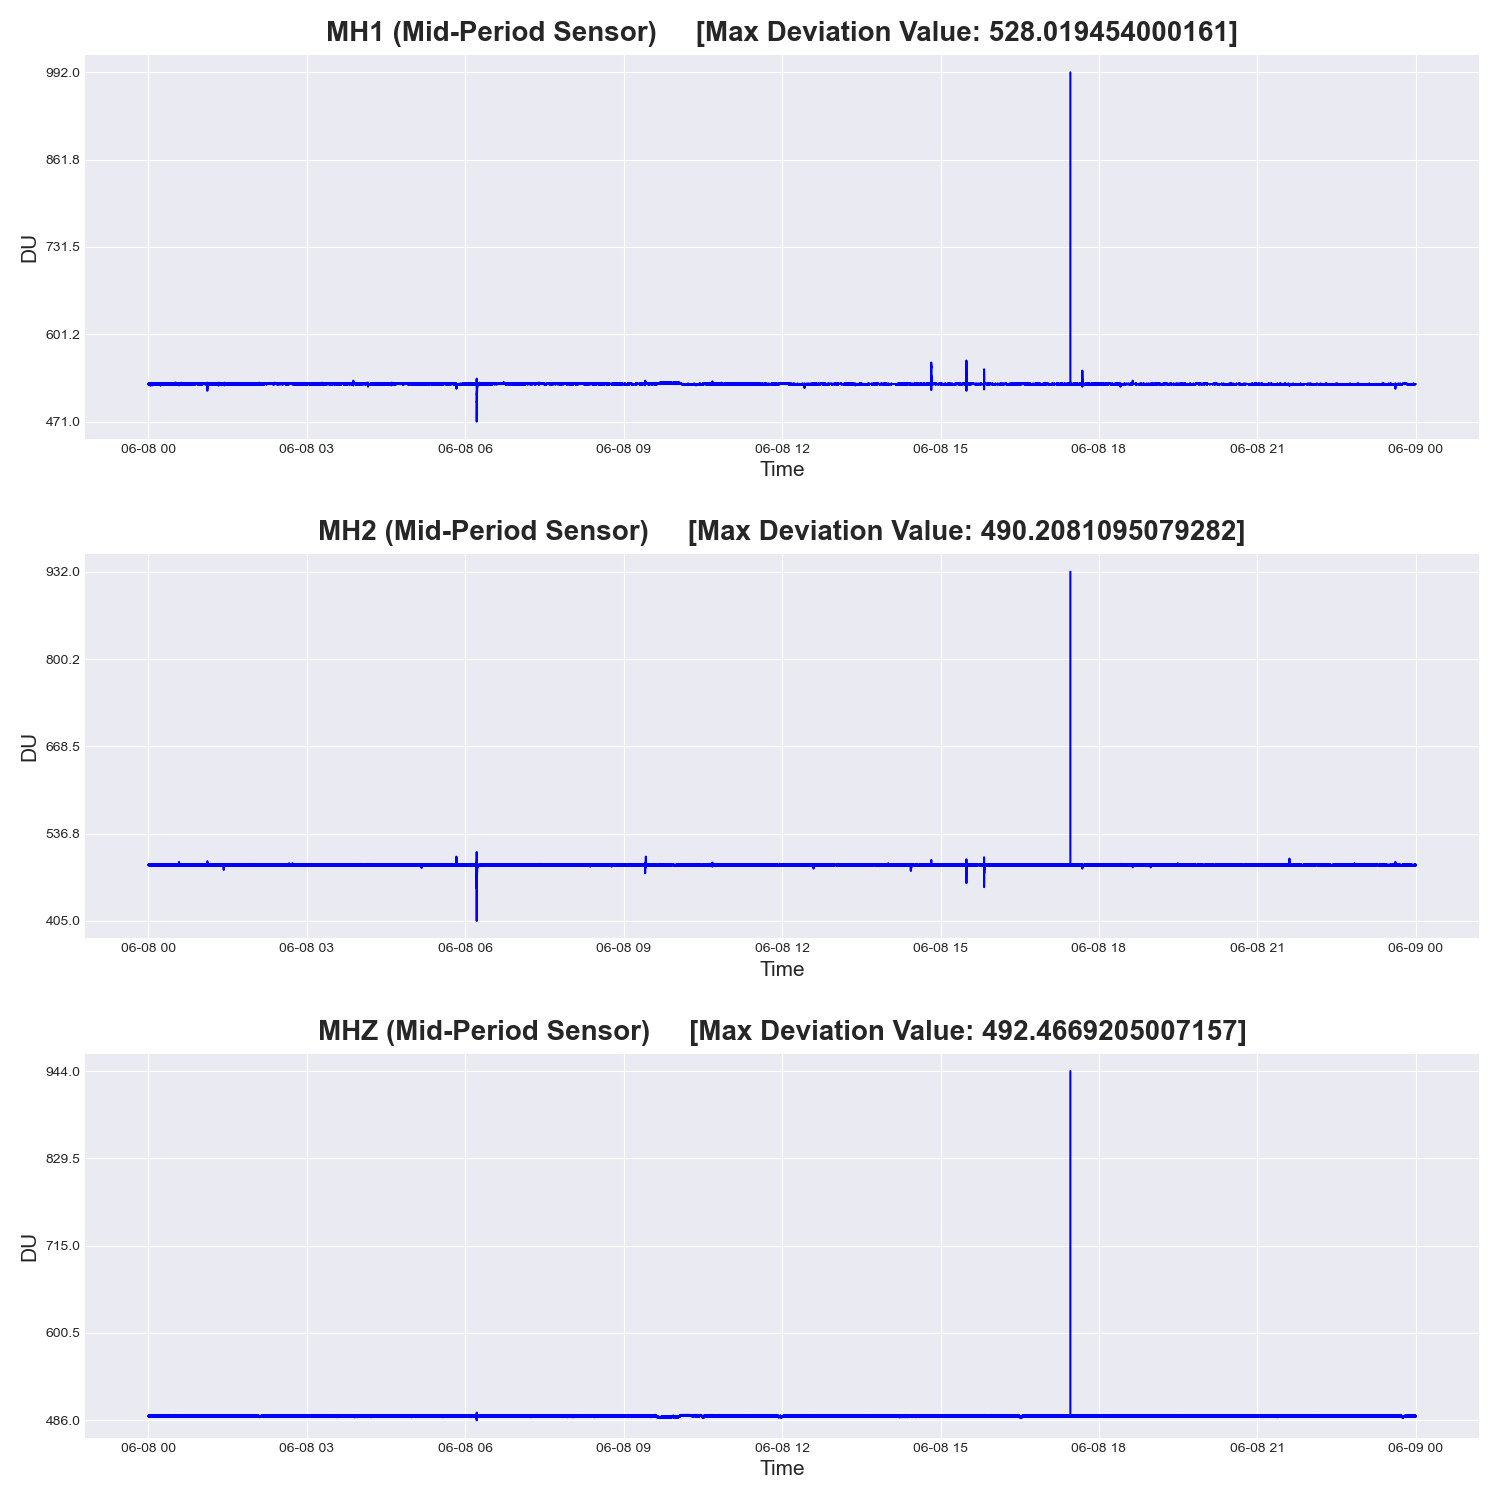 MH1 (Mid-Period Sensor) [Max Deviation Value: 528.019454000161]
992.0
861.8
731.5
601.2
471.0
DU
06-08 00 06-08 03 06-08 06 06-08 09 06-08 12 06-08 15 06-08 18 06-08 21 06-09 00
Time
MH2 (Mid-Period Sensor) [Max Deviation Value: 490.2081095079282]
932.0
800.2
668.5
536.8
405.0
DU
06-08 00 06-08 03 06-08 06 06-08 09 06-08 12 06-08 15 06-08 18 06-08 21 06-09 00
Time
MHZ (Mid-Period Sensor) [Max Deviation Value: 492.4669205007157]
944.0
829.5
715.0
600.5
486.0
DU
06-08 00 06-08 03 06-08 06 06-08 09 06-08 12 06-08 15 06-08 18 06-08 21 06-09 00
Time